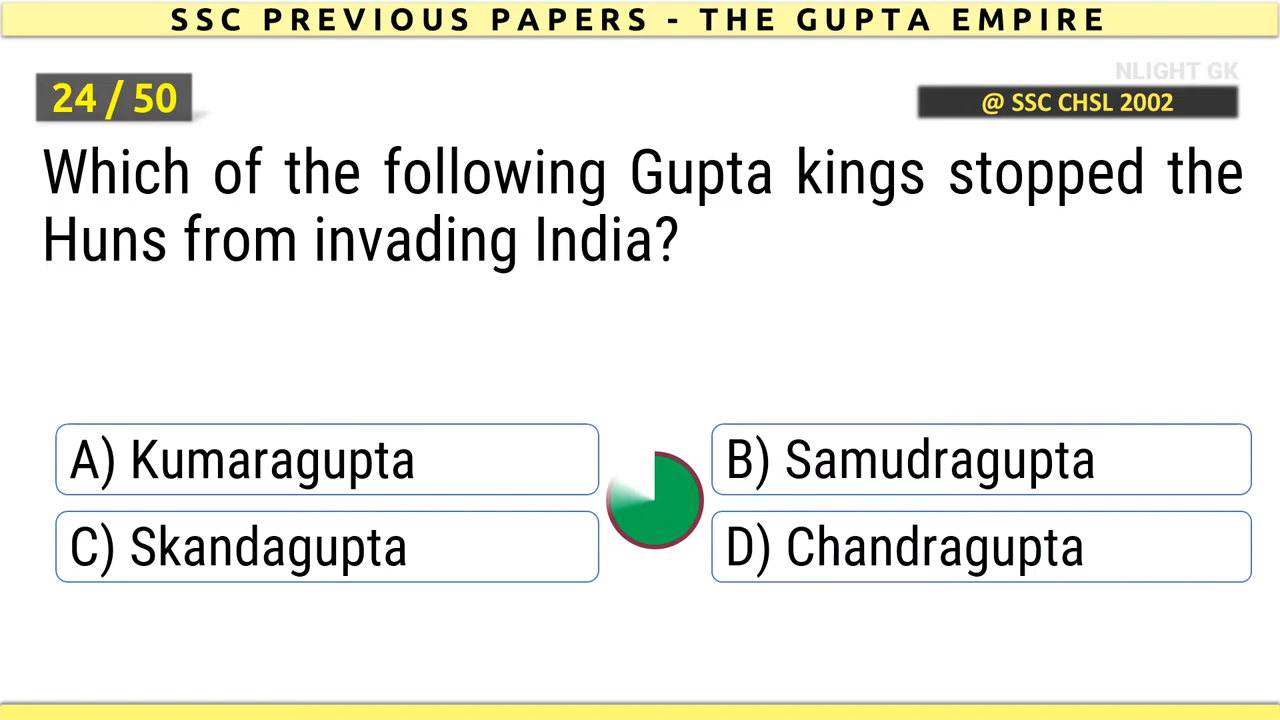 SSC PREVIOUS PAPERS - THE GUPTA EMPIRE
NLIGHT GK
24 / 50
@ SSC CHSL 2002
Which of the following Gupta kings stopped the
Huns from invading India?
A) Kumaragupta
B) Samudragupta
C) Skandagupta
D) Chandragupta